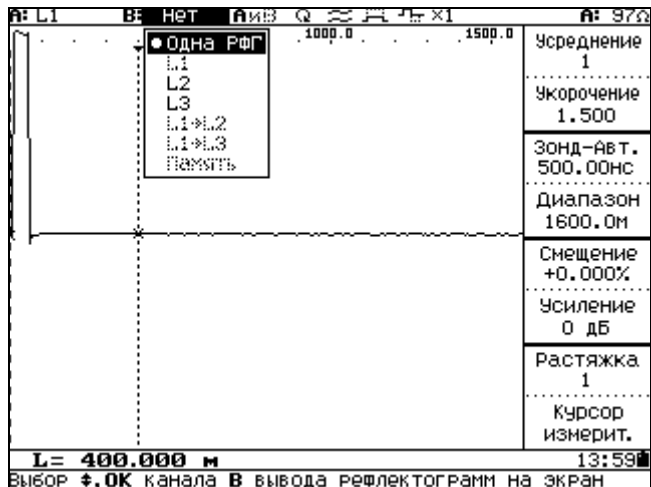 A: L1 B: Нет АиВ ×1 A: 97Ω
1000.0 1500.0
Одна РФГ
L1
L2
L3
L1→L2
L1→L3
Память
Усреднение
1
Укорочение
1.500
Зонд-Авт.
500.00нс
Диапазон
1600.0м
Смещение
+0.000%
Усиление
0 дБ
Растяжка
1
Курсор
измерит.
L= 400.000 м 13:59
Выбор ⬍.OK канала B вывода рефлектограмм на экран